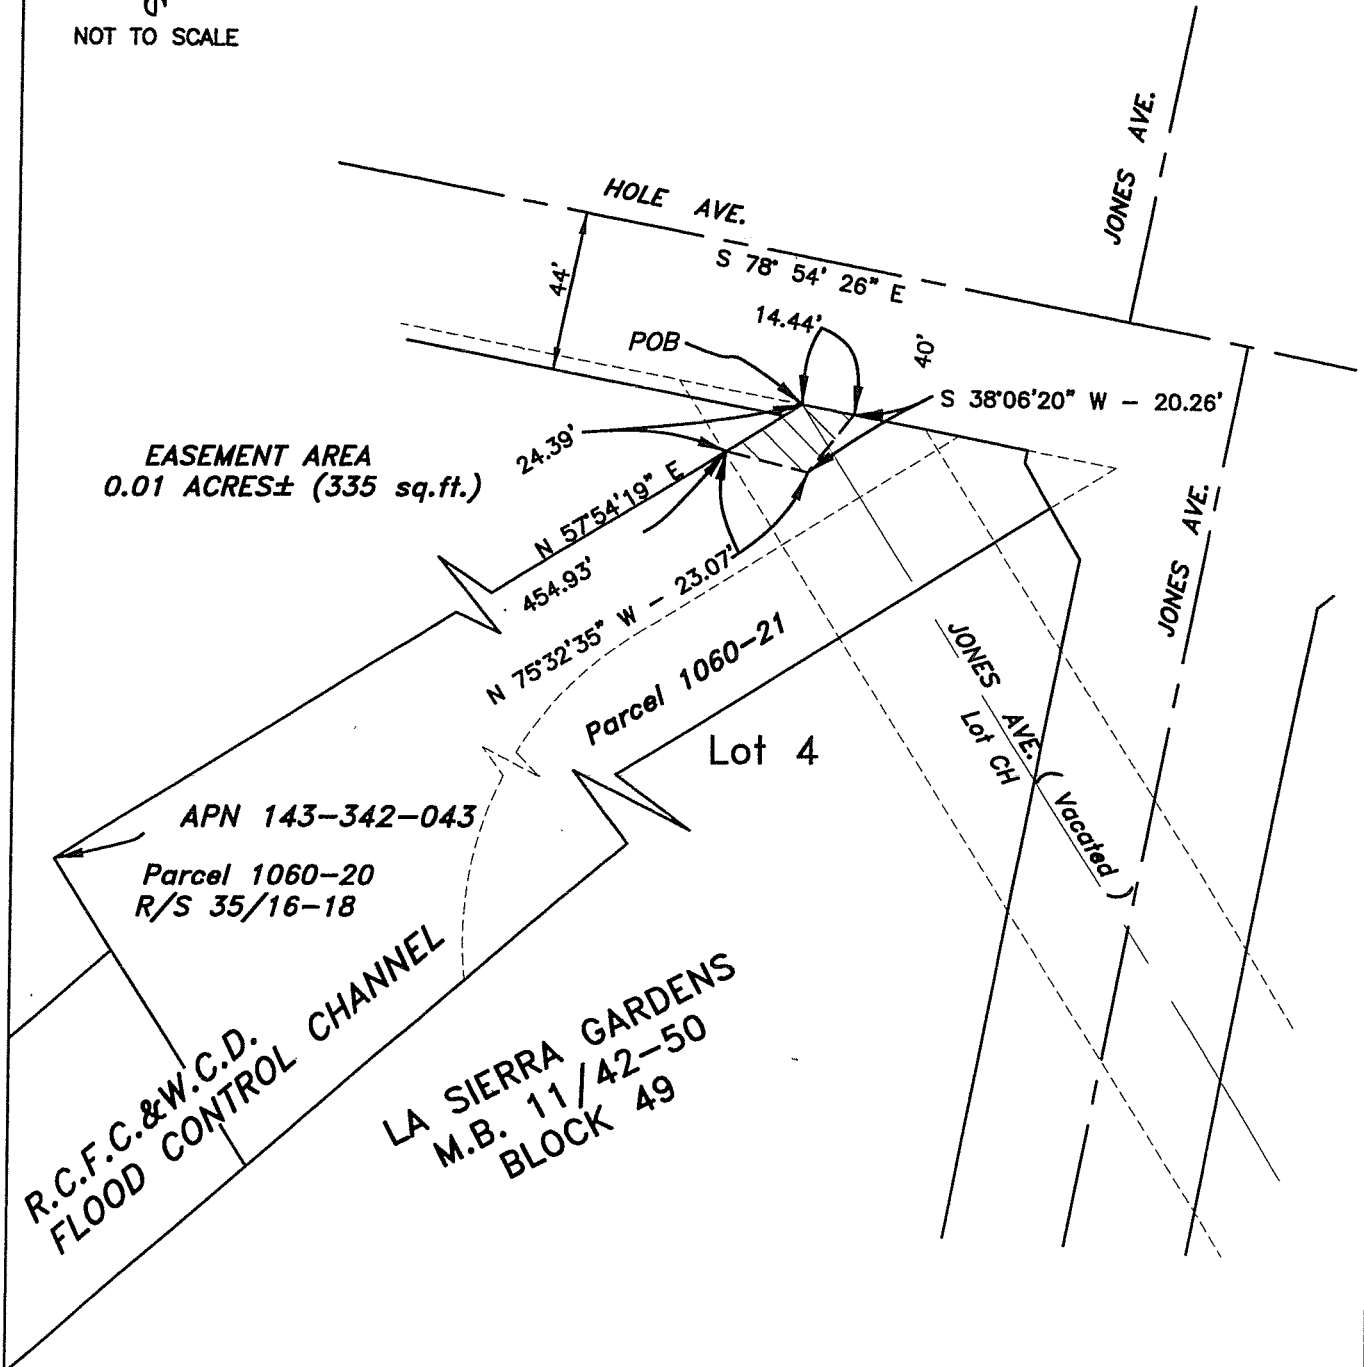 NOT TO SCALE
JONES AVE.
HOLE AVE.
S 78° 54' 26" E
44'
14.44'
POB
40'
S 38°06'20" W - 20.26'
24.39'
EASEMENT AREA
0.01 ACRES± (335 sq.ft.)
N 57°54'19" E
454.93'
N 75°32'35" W - 23.07'
JONES AVE.
Parcel 1060-21
JONES AVE. ( Vacated )
Lot CH
Lot 4
APN 143-342-043
Parcel 1060-20
R/S 35/16-18
R.C.F.C.&W.C.D.
FLOOD CONTROL CHANNEL
LA SIERRA GARDENS
M.B. 11/42-50
BLOCK 49